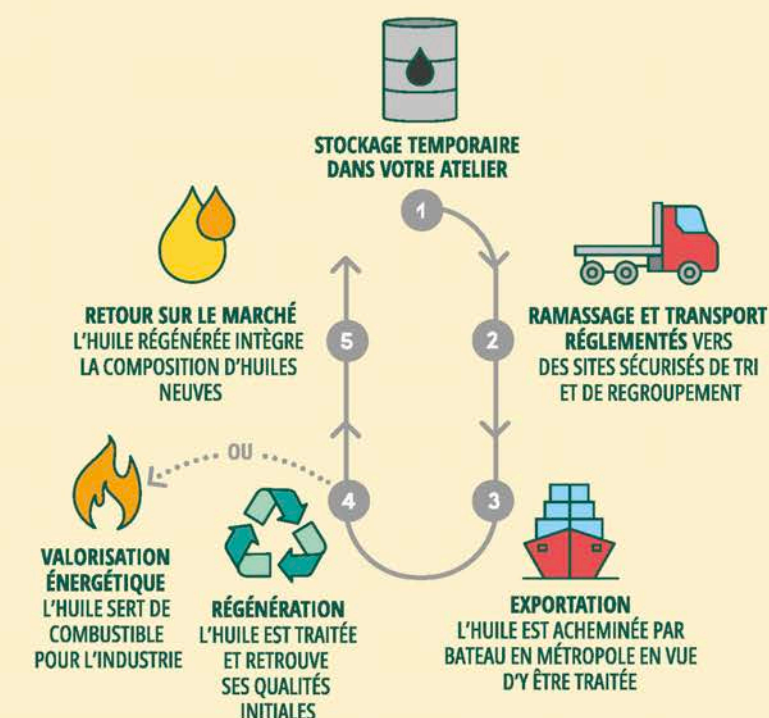 STOCKAGE TEMPORAIRE
DANS VOTRE ATELIER
1
RAMASSAGE ET TRANSPORT
RÉGLEMENTÉS VERS
DES SITES SÉCURISÉS DE TRI
ET DE REGROUPEMENT
2
3
EXPORTATION
L'HUILE EST ACHEMINÉE PAR
BATEAU EN MÉTROPOLE EN VUE
D'Y ÊTRE TRAITÉE
4
RÉGÉNÉRATION
L'HUILE EST TRAITÉE
ET RETROUVE
SES QUALITÉS
INITIALES
OU
VALORISATION
ÉNERGÉTIQUE
L'HUILE SERT DE
COMBUSTIBLE
POUR L'INDUSTRIE
5
RETOUR SUR LE MARCHÉ
L'HUILE RÉGÉNÉRÉE INTÈGRE
LA COMPOSITION D'HUILES
NEUVES